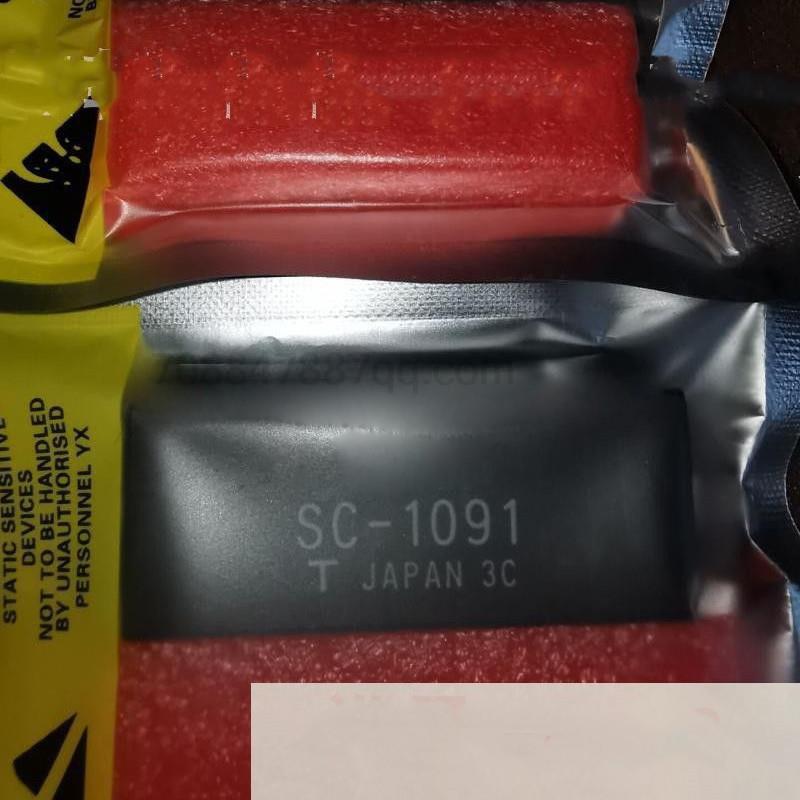 STATIC SENSITIVE
DEVICES
NOT TO BE HANDLED
BY UNAUTHORISED
PERSONNEL YX
SC-1091
T JAPAN 3C